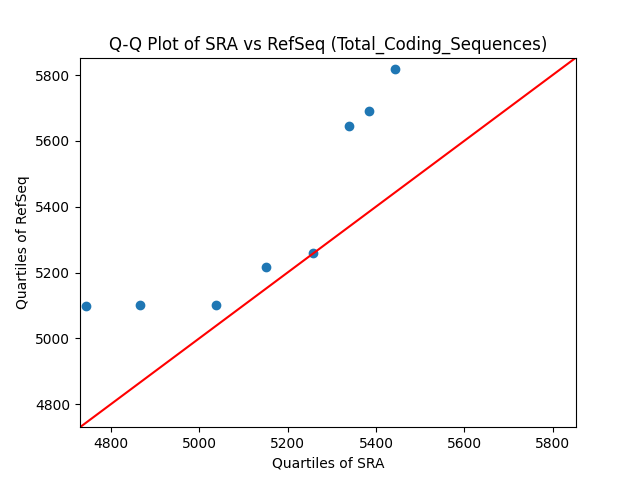 Q-Q Plot of SRA vs RefSeq (Total_Coding_Sequences)
Quartiles of RefSeq
5800
5600
5400
5200
5000
4800
4800 5000 5200 5400 5600 5800
Quartiles of SRA